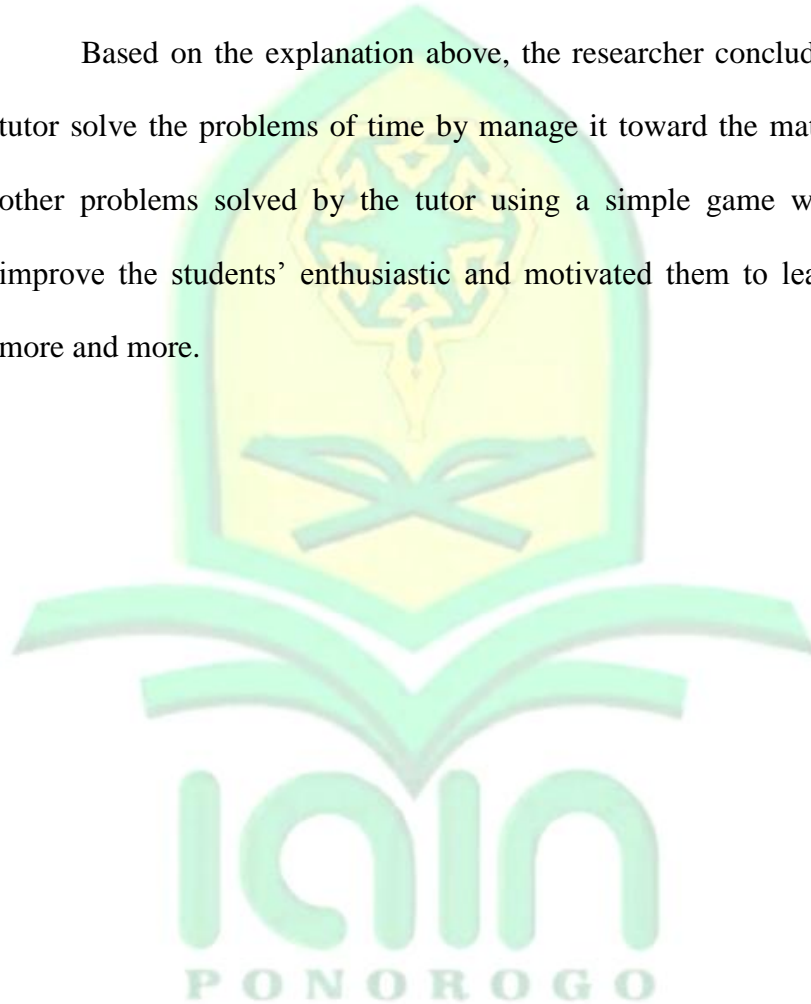 Based on the explanation above, the researcher conclud
tutor solve the problems of time by manage it toward the mat
other problems solved by the tutor using a simple game w
improve the students’ enthusiastic and motivated them to lea
more and more.
iain
PONOROGO